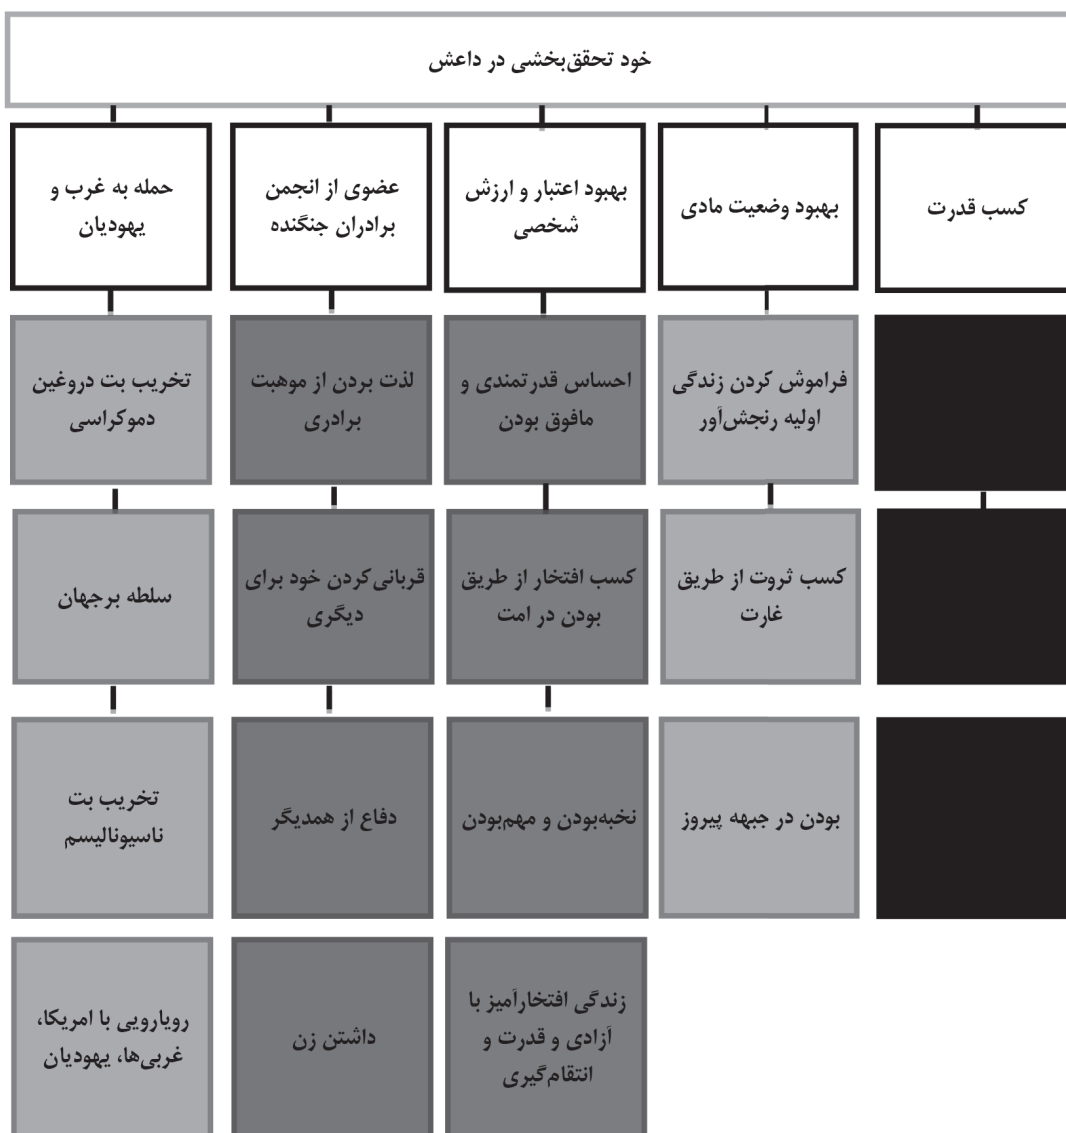 خود تحقق‌بخشی در داعش
کسب قدرت
بهبود وضعیت مادی
بهبود اعتبار و ارزش
شخصی
عضوی از انجمن
برادران جنگنده
حمله به غرب و
یهودیان
فراموش کردن زندگی
اولیه رنجش‌آور
احساس قدرتمندی و
مافوق بودن
لذت بردن از موهبت
برادری
تخریب بت دروغین
دموکراسی
کسب ثروت از طریق
غارت
کسب افتخار از طریق
بودن در امت
قربانی‌کردن خود برای
دیگری
سلطه برجهان
بودن در جبهه پیروز
نخبه‌بودن و مهم‌بودن
دفاع از همدیگر
تخریب بت
ناسیونالیسم
زندگی افتخارآمیز با
آزادی و قدرت و
انتقام‌گیری
داشتن زن
رویارویی با امریکا،
غربی‌ها، یهودیان